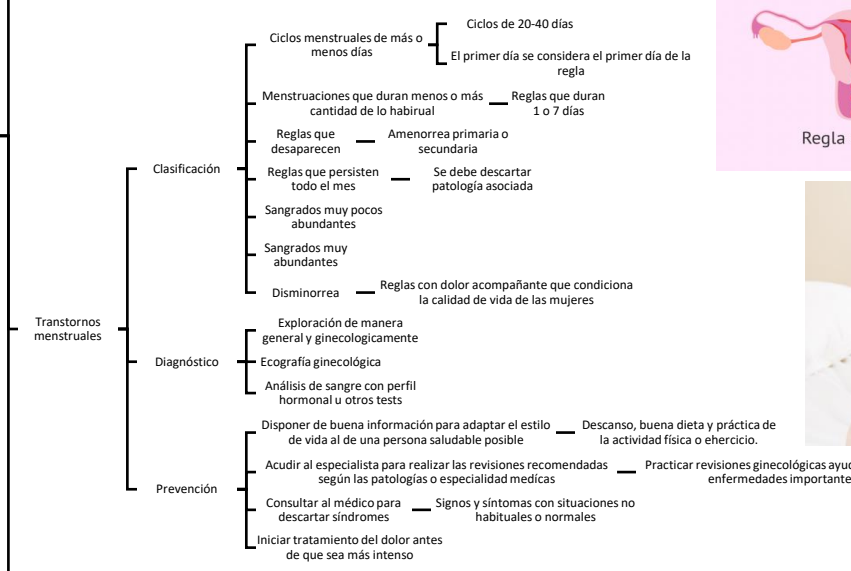 Transtornos
menstruales
Clasificación
Ciclos menstruales de más o
menos días
Ciclos de 20-40 días
El primer día se considera el primer día de la
regla
Menstruaciones que duran menos o más
cantidad de lo habirual
Reglas que duran
1 o 7 días
Reglas que
desaparecen
Amenorrea primaria o
secundaria
Reglas que persisten
todo el mes
Se debe descartar
patología asociada
Sangrados muy pocos
abundantes
Sangrados muy
abundantes
Disminorrea
Reglas con dolor acompañante que condiciona
la calidad de vida de las mujeres
Diagnóstico
Exploración de manera
general y ginecologicamente
Ecografía ginecológica
Análisis de sangre con perfil
hormonal u otros tests
Prevención
Disponer de buena información para adaptar el estilo
de vida al de una persona saludable posible
Descanso, buena dieta y práctica de
la actividad física o ehercicio.
Acudir al especialista para realizar las revisiones recomendadas
según las patologías o especialidad medícas
Practicar revisiones ginecológicas
enfermedades importante
Consultar al médico para
descartar síndromes
Signos y síntomas con situaciones no
habituales o normales
Iniciar tratamiento del dolor antes
de que sea más intenso
Regla